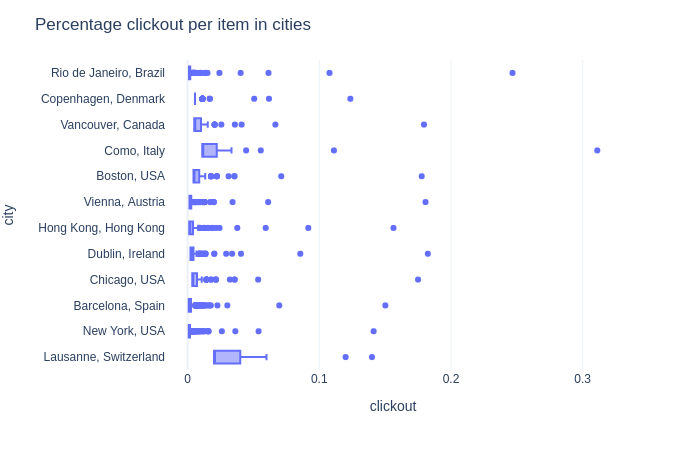 Percentage clickout per item in cities
Rio de Janeiro, Brazil
Copenhagen, Denmark
Vancouver, Canada
Como, Italy
Boston, USA
Vienna, Austria
Hong Kong, Hong Kong
Dublin, Ireland
Chicago, USA
Barcelona, Spain
New York, USA
Lausanne, Switzerland
city
0 0.1 0.2 0.3
clickout